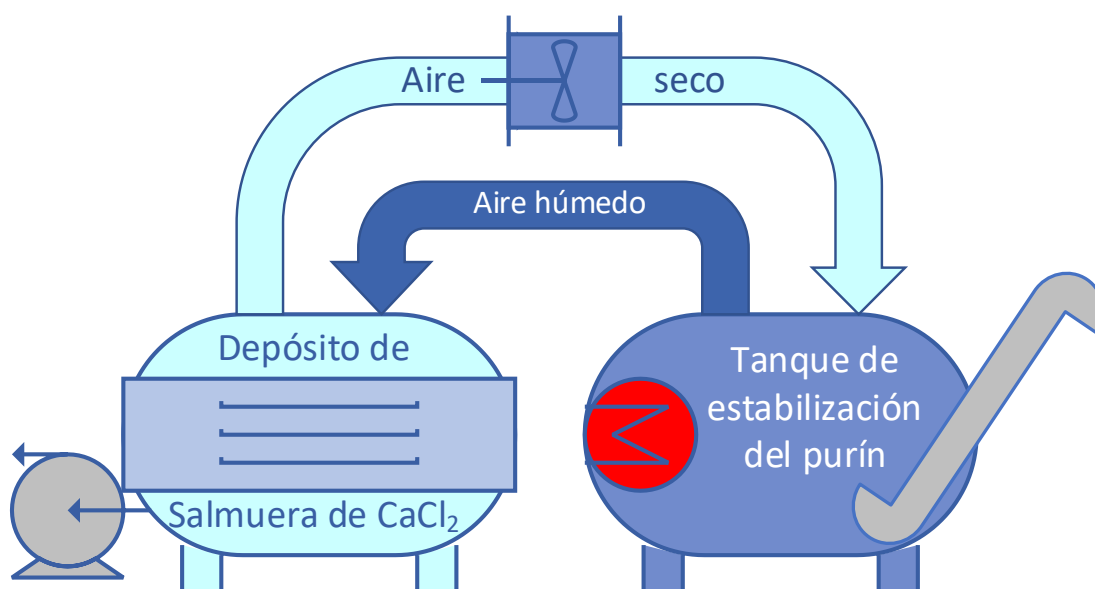 Aire seco
Aire húmedo
Depósito de
Salmuera de CaCl₂
Tanque de
estabilización
del purín